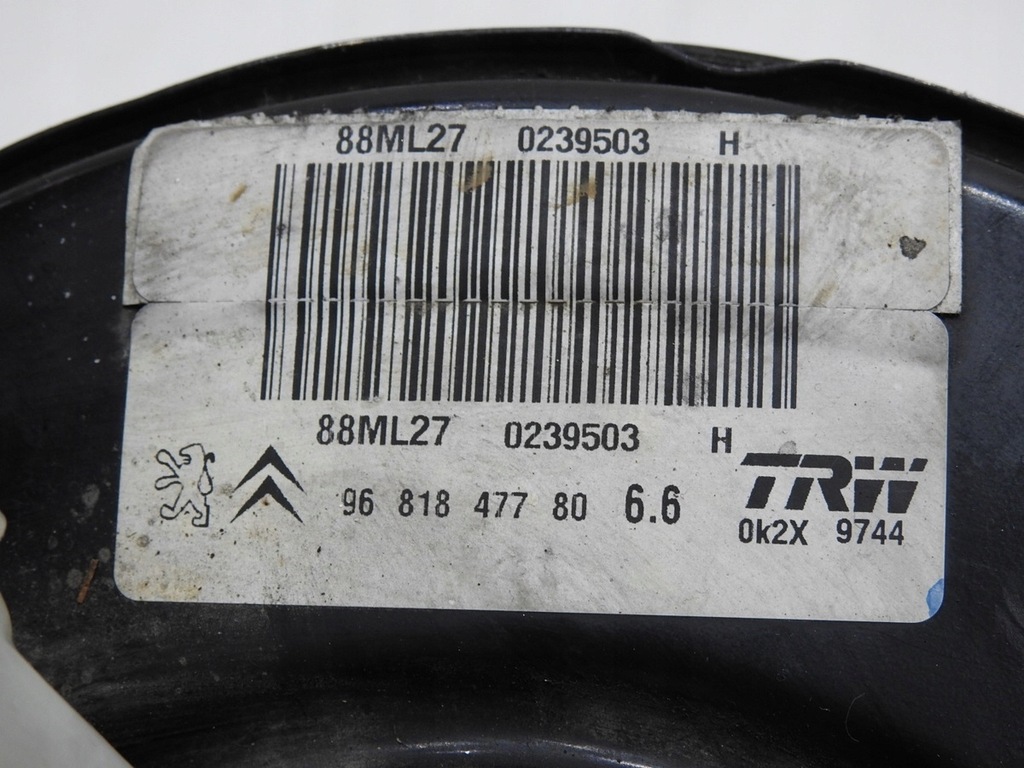 88ML27 0239503 H
88ML27 0239503 H
96 818 477 80 6.6
TRW
0k2X 9744